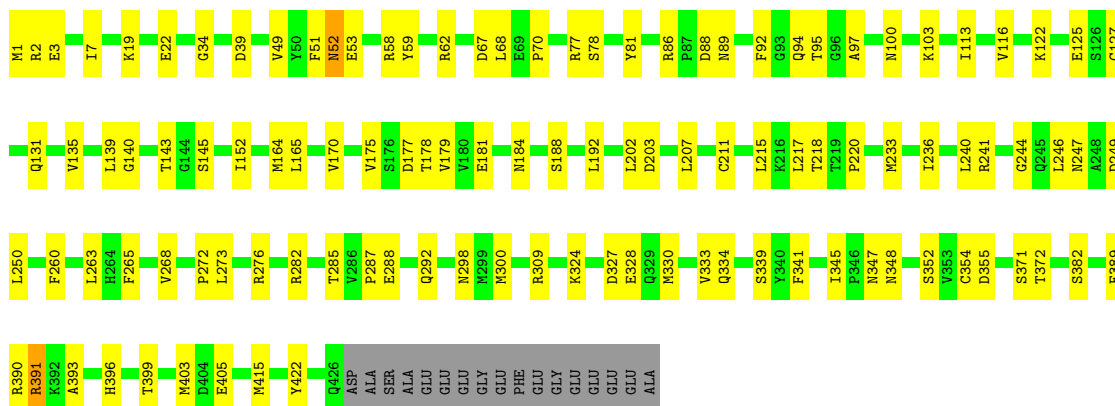 M1 R2 E3 I7 K19 E22 G34 D39 V49 Y50 F51 N52 E53 R58 Y59 R62 D67 L68 E69 P70 R77 S78 Y81 R86 P87 D88 N89 F92 G93 Q94 T95 G96 A97 N100 K103 I113 V116 K122 E125 S126 C127
Q131 V135 L139 G140 T143 G144 S145 I152 M164 L165 V170 V175 S176 D177 T178 V179 V180 E181 N184 S188 L192 L202 D203 L207 C211 L215 K216 L217 T218 T219 P220 M233 I236 L240 R241 G244 Q245 L246 N247 A248
L250 F260 L263 H264 F265 V268 P272 L273 R276 R282 T285 V286 P287 E288 Q292 N298 M299 M300 R309 K324 D327 E328 Q329 M330 V333 Q334 S339 Y340 F341 I345 P346 N347 N348 S352 V353 C354 D355 S371 T372 S382
R390 R391 K392 A393 H396 T399 M403 D404 E405 M415 Y422 Q426 ASP ALA SER ALA GLU GLU GLU GLY GLU PHE GLU GLY GLU GLU GLU GLU ALA